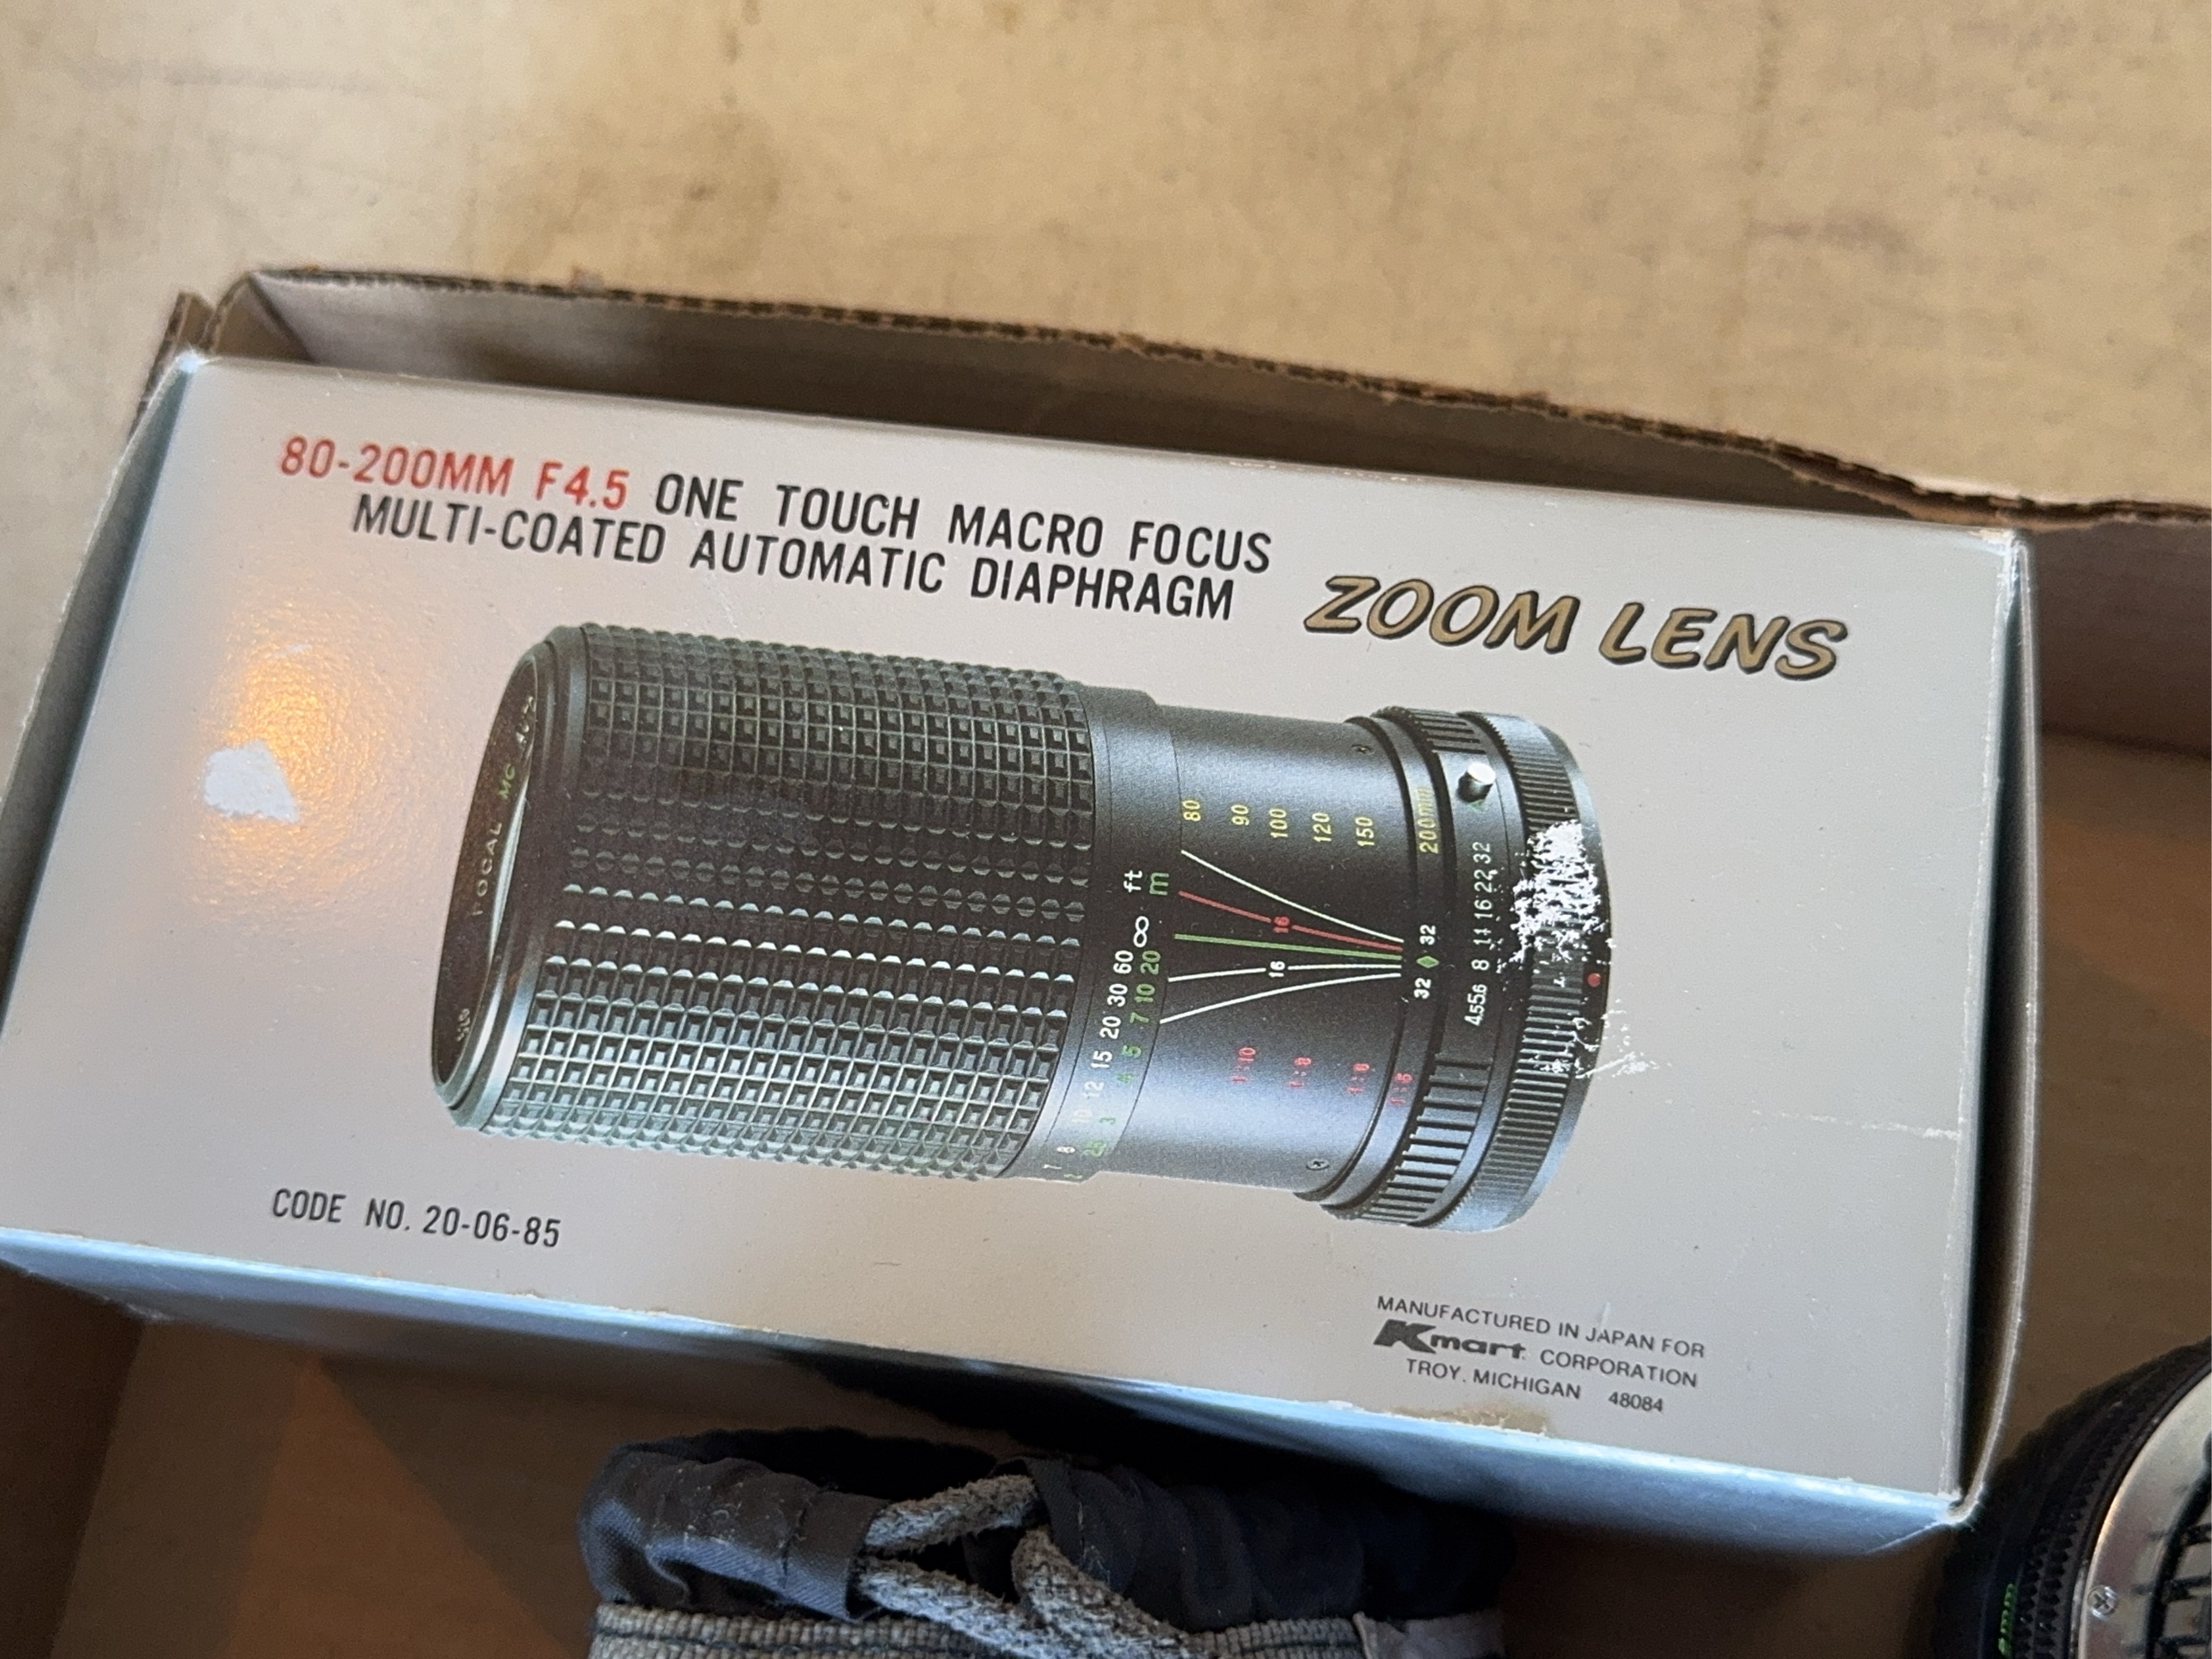 80-200MM F4.5 ONE TOUCH MACRO FOCUS
MULTI-COATED AUTOMATIC DIAPHRAGM
ZOOM LENS
FOCAL MC
80 90 100 120 150 200mm
ft
m
∞ 60 30 20 15 12 10 8 7
20 10 7 5 4 3
16
16
32 32
1:10 1:8 1:6 1:5
4.5 5.6 8 11 16 22 32
CODE NO. 20-06-85
MANUFACTURED IN JAPAN FOR
Kmart CORPORATION
TROY, MICHIGAN 48084